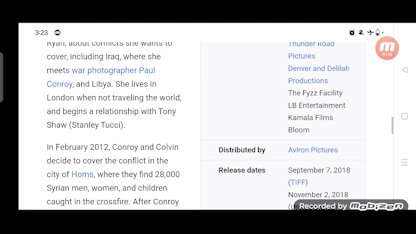 3:23
Ryan, about conflicts she wants to
cover, including Iraq, where she
meets war photographer Paul
Conroy, and Libya. She lives in
London when not traveling the world,
and begins a relationship with Tony
Shaw (Stanley Tucci).
In February 2012, Conroy and Colvin
decide to cover the conflict in the
city of Homs, where they find 28,000
Syrian men, women, and children
caught in the crossfire. After Conroy
Thunder Road
Pictures
Denver and Delilah
Productions
The Fyzz Facility
LB Entertainment
Kamala Films
Bloom
Distributed by Aviron Pictures
Release dates September 7, 2018
(TIFF)
November 2, 2018
Recorded by mobizen